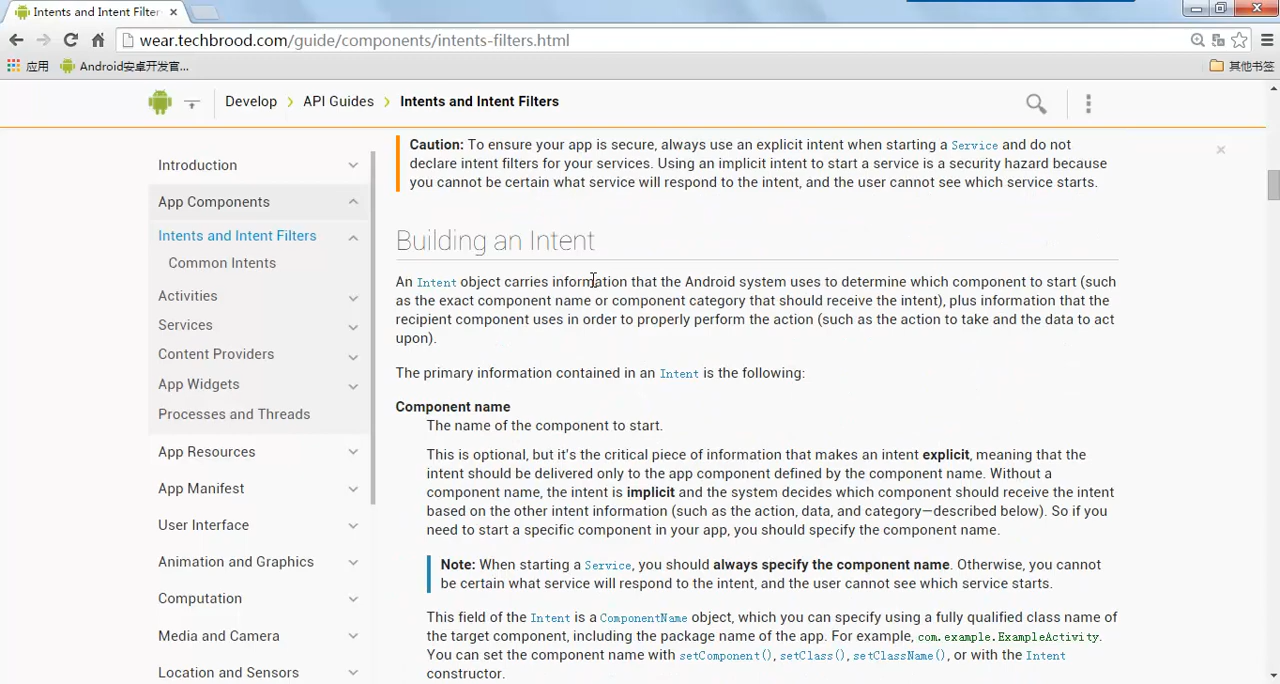 Intents and Intent Filter
wear.techbrood.com/guide/components/intents-filters.html
应用 Android安卓开发官... 其他书签
Develop API Guides Intents and Intent Filters
Introduction
App Components
Intents and Intent Filters
Common Intents
Activities
Services
Content Providers
App Widgets
Processes and Threads
App Resources
App Manifest
User Interface
Animation and Graphics
Computation
Media and Camera
Location and Sensors
Caution: To ensure your app is secure, always use an explicit intent when starting a Service and do not
declare intent filters for your services. Using an implicit intent to start a service is a security hazard because
you cannot be certain what service will respond to the intent, and the user cannot see which service starts.
Building an Intent
An Intent object carries information that the Android system uses to determine which component to start (such
as the exact component name or component category that should receive the intent), plus information that the
recipient component uses in order to properly perform the action (such as the action to take and the data to act
upon).
The primary information contained in an Intent is the following:
Component name
The name of the component to start.
This is optional, but it's the critical piece of information that makes an intent explicit, meaning that the
intent should be delivered only to the app component defined by the component name. Without a
component name, the intent is implicit and the system decides which component should receive the intent
based on the other intent information (such as the action, data, and category—described below). So if you
need to start a specific component in your app, you should specify the component name.
Note: When starting a Service, you should always specify the component name. Otherwise, you cannot
be certain what service will respond to the intent, and the user cannot see which service starts.
This field of the Intent is a ComponentName object, which you can specify using a fully qualified class name of
the target component, including the package name of the app. For example, com.example.ExampleActivity.
You can set the component name with setComponent(), setClass(), setClassName(), or with the Intent
constructor.